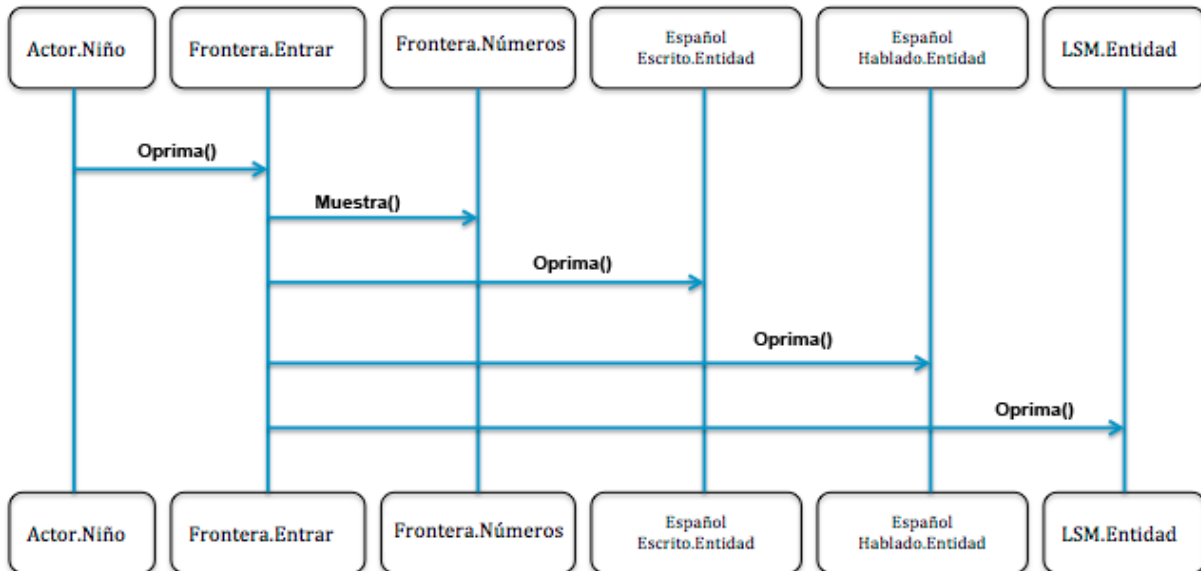 Actor.Niño
Frontera.Entrar
Frontera.Números
Español
Escrito.Entidad
Español
Hablado.Entidad
LSM.Entidad
Oprima()
Muestra()
Oprima()
Oprima()
Oprima()
Actor.Niño
Frontera.Entrar
Frontera.Números
Español
Escrito.Entidad
Español
Hablado.Entidad
LSM.Entidad